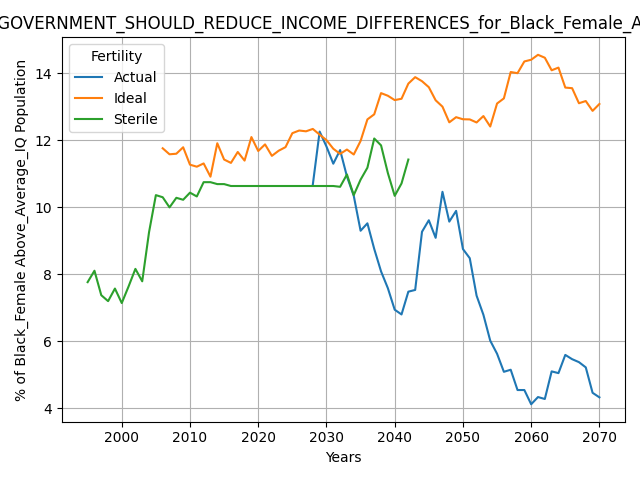 GOVERNMENT_SHOULD_REDUCE_INCOME_DIFFERENCES_for_Black_Female_A
% of Black_Female Above_Average_IQ Population
Fertility
Actual
Ideal
Sterile
14
12
10
8
6
4
2000 2010 2020 2030 2040 2050 2060 2070
Years